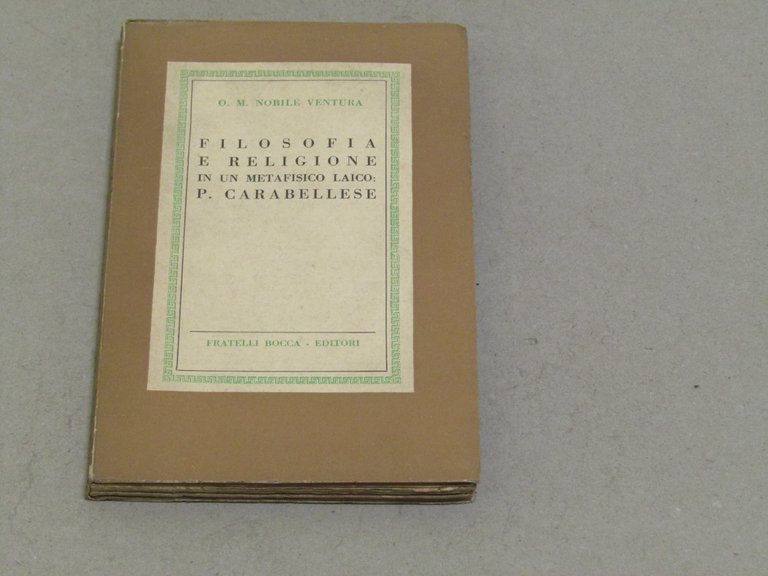 O. M. NOBILE VENTURA
FILOSOFIA
E RELIGIONE
IN UN METAFISICO LAICO:
P. CARABELLESE
FRATELLI BOCCA - EDITORI